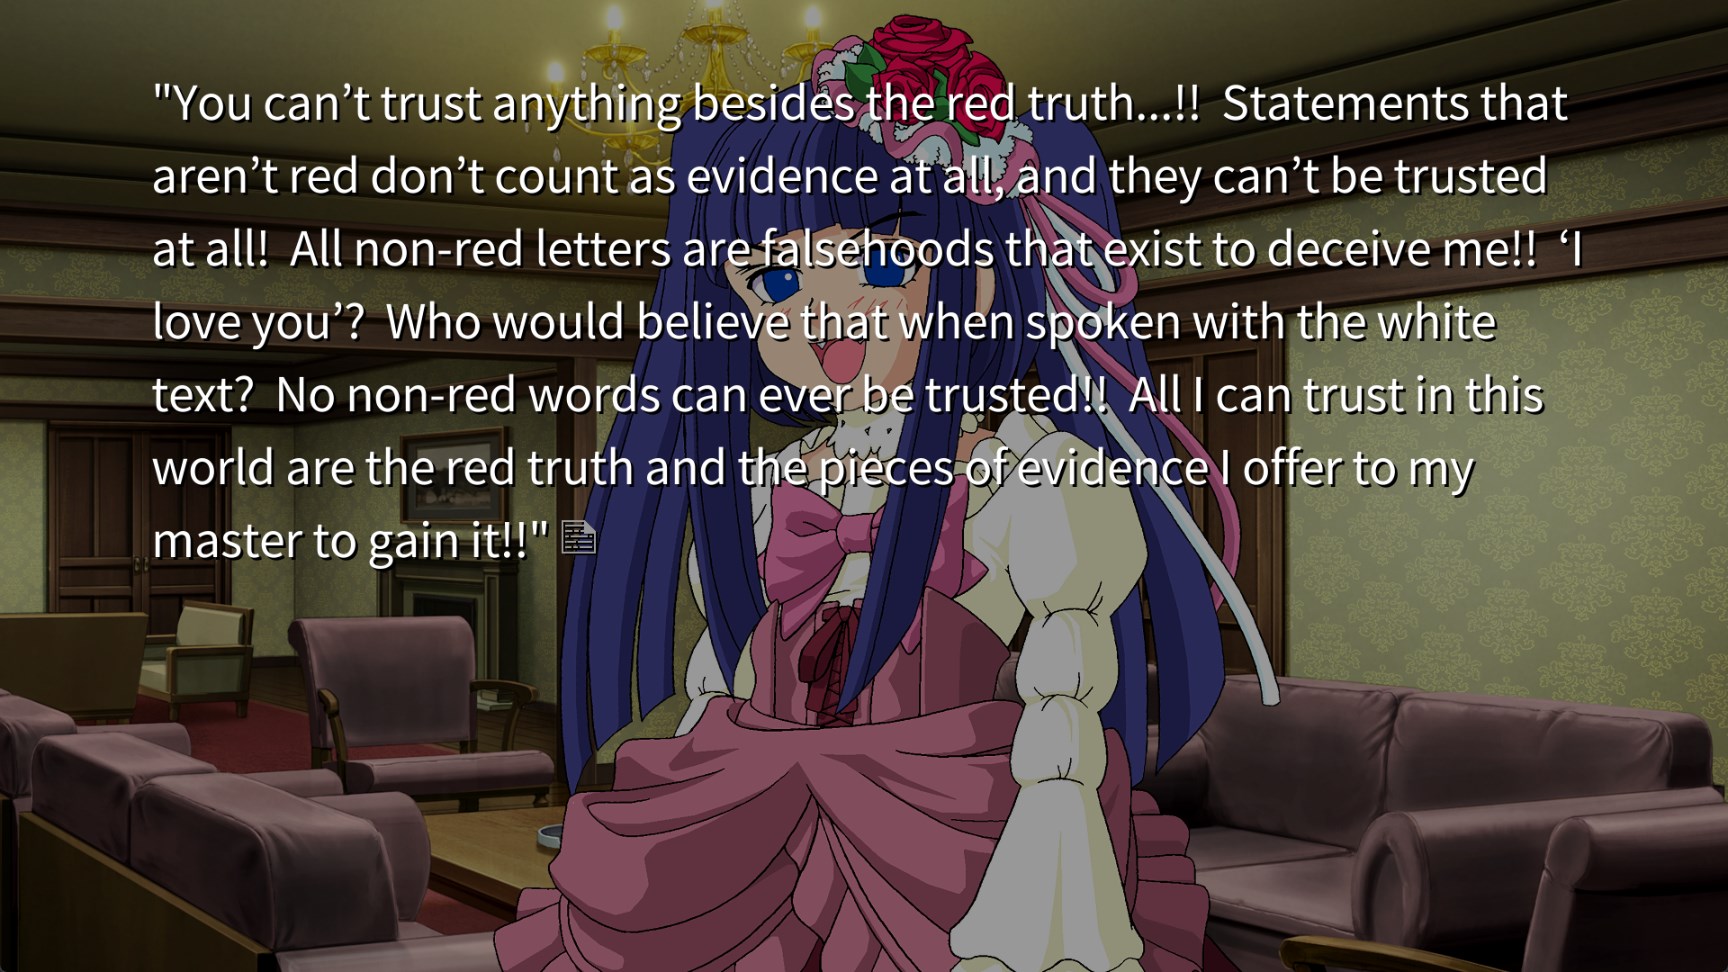 "You can’t trust anything besides the red truth...!!  Statements that
aren’t red don’t count as evidence at all, and they can’t be trusted
at all!  All non-red letters are falsehoods that exist to deceive me!!  ‘I
love you’?  Who would believe that when spoken with the white
text?  No non-red words can ever be trusted!!  All I can trust in this
world are the red truth and the pieces of evidence I offer to my
master to gain it!!"